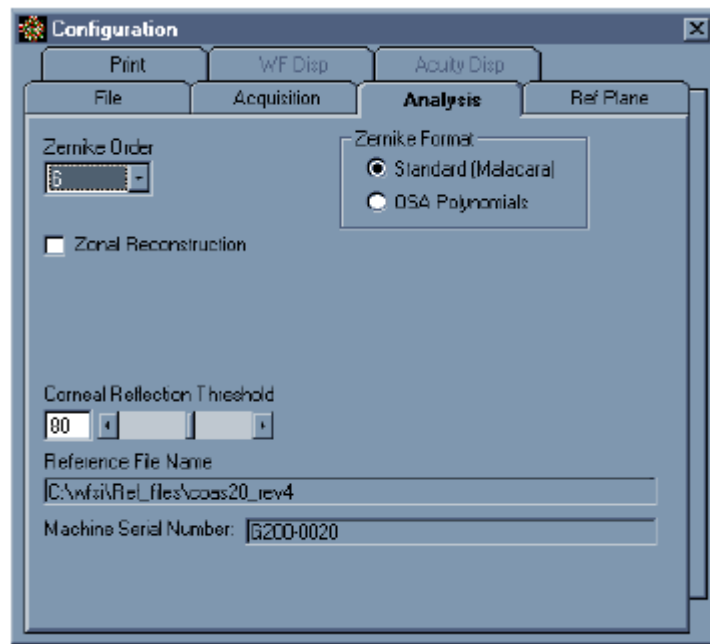 Configuration
Print WF Disp Acuity Disp
File Acquisition Analysis Ref Plane
Zernike Order
6
Zernike Format
Standard (Malacara)
OSA Polynomials
Zonal Reconstruction
Corneal Reflection Threshold
80
Reference File Name
C:\wfsi\Ref_files\coas20_rev4
Machine Serial Number: G200-0020